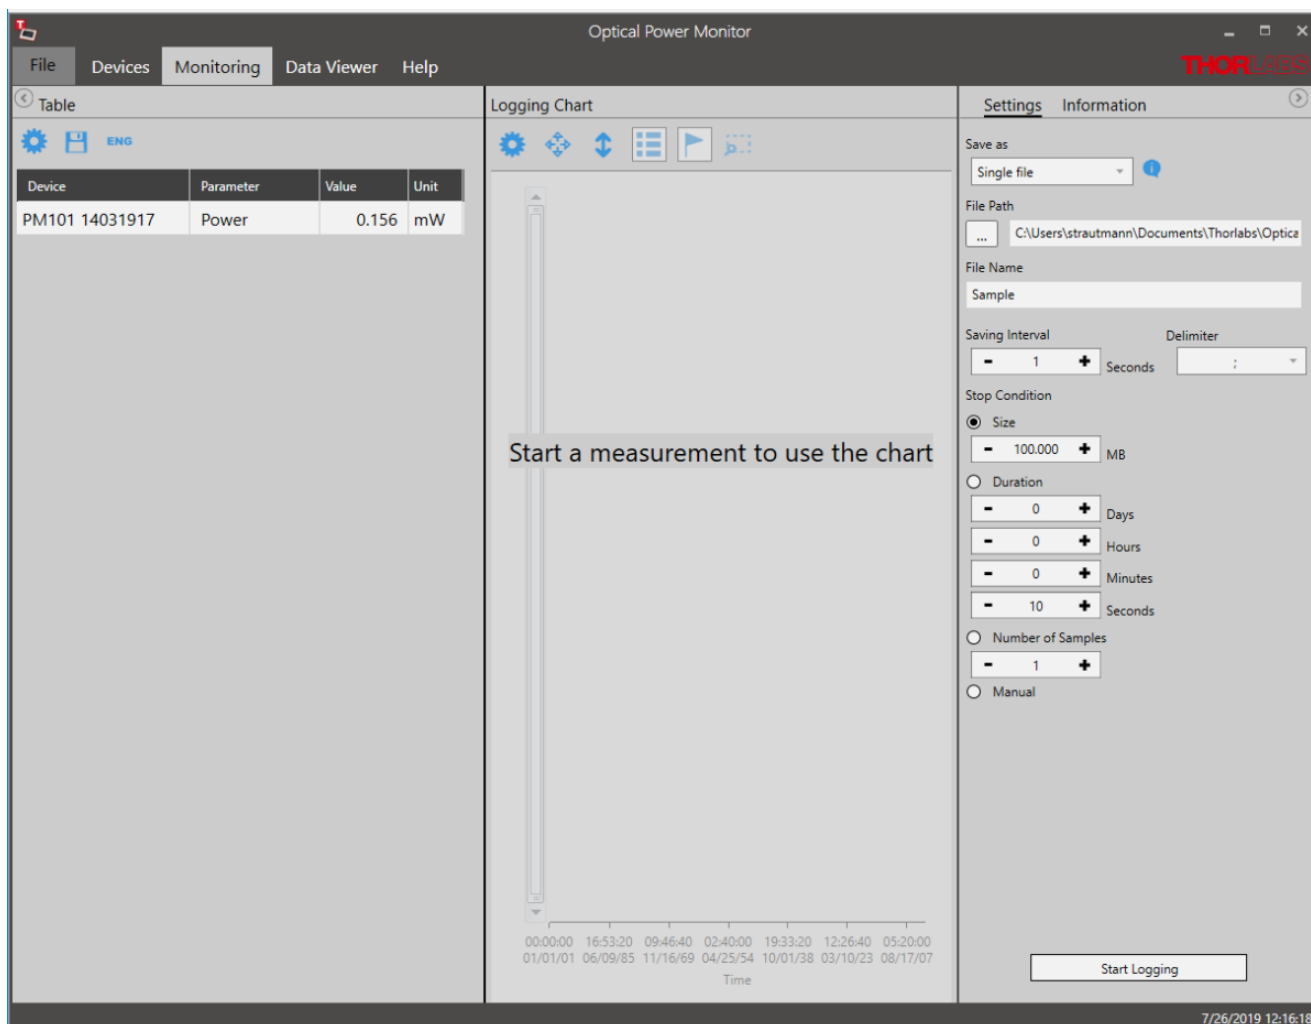 Optical Power Monitor
File Devices Monitoring Data Viewer Help
THORLABS
Table
ENG
Device Parameter Value Unit
PM101 14031917 Power 0.156 mW
Logging Chart
Start a measurement to use the chart
00:00:00 16:53:20 09:46:40 02:40:00 19:33:20 12:26:40 05:20:00
01/01/01 06/09/85 11/16/69 04/25/54 10/01/38 03/10/23 08/17/07
Time
Settings Information
Save as
Single file
File Path
... C:\Users\strautmann\Documents\Thorlabs\Optica
File Name
Sample
Saving Interval Delimiter
- 1 + Seconds ;
Stop Condition
Size
- 100.000 + MB
Duration
- 0 + Days
- 0 + Hours
- 0 + Minutes
- 10 + Seconds
Number of Samples
- 1 +
Manual
Start Logging
7/26/2019 12:16:18